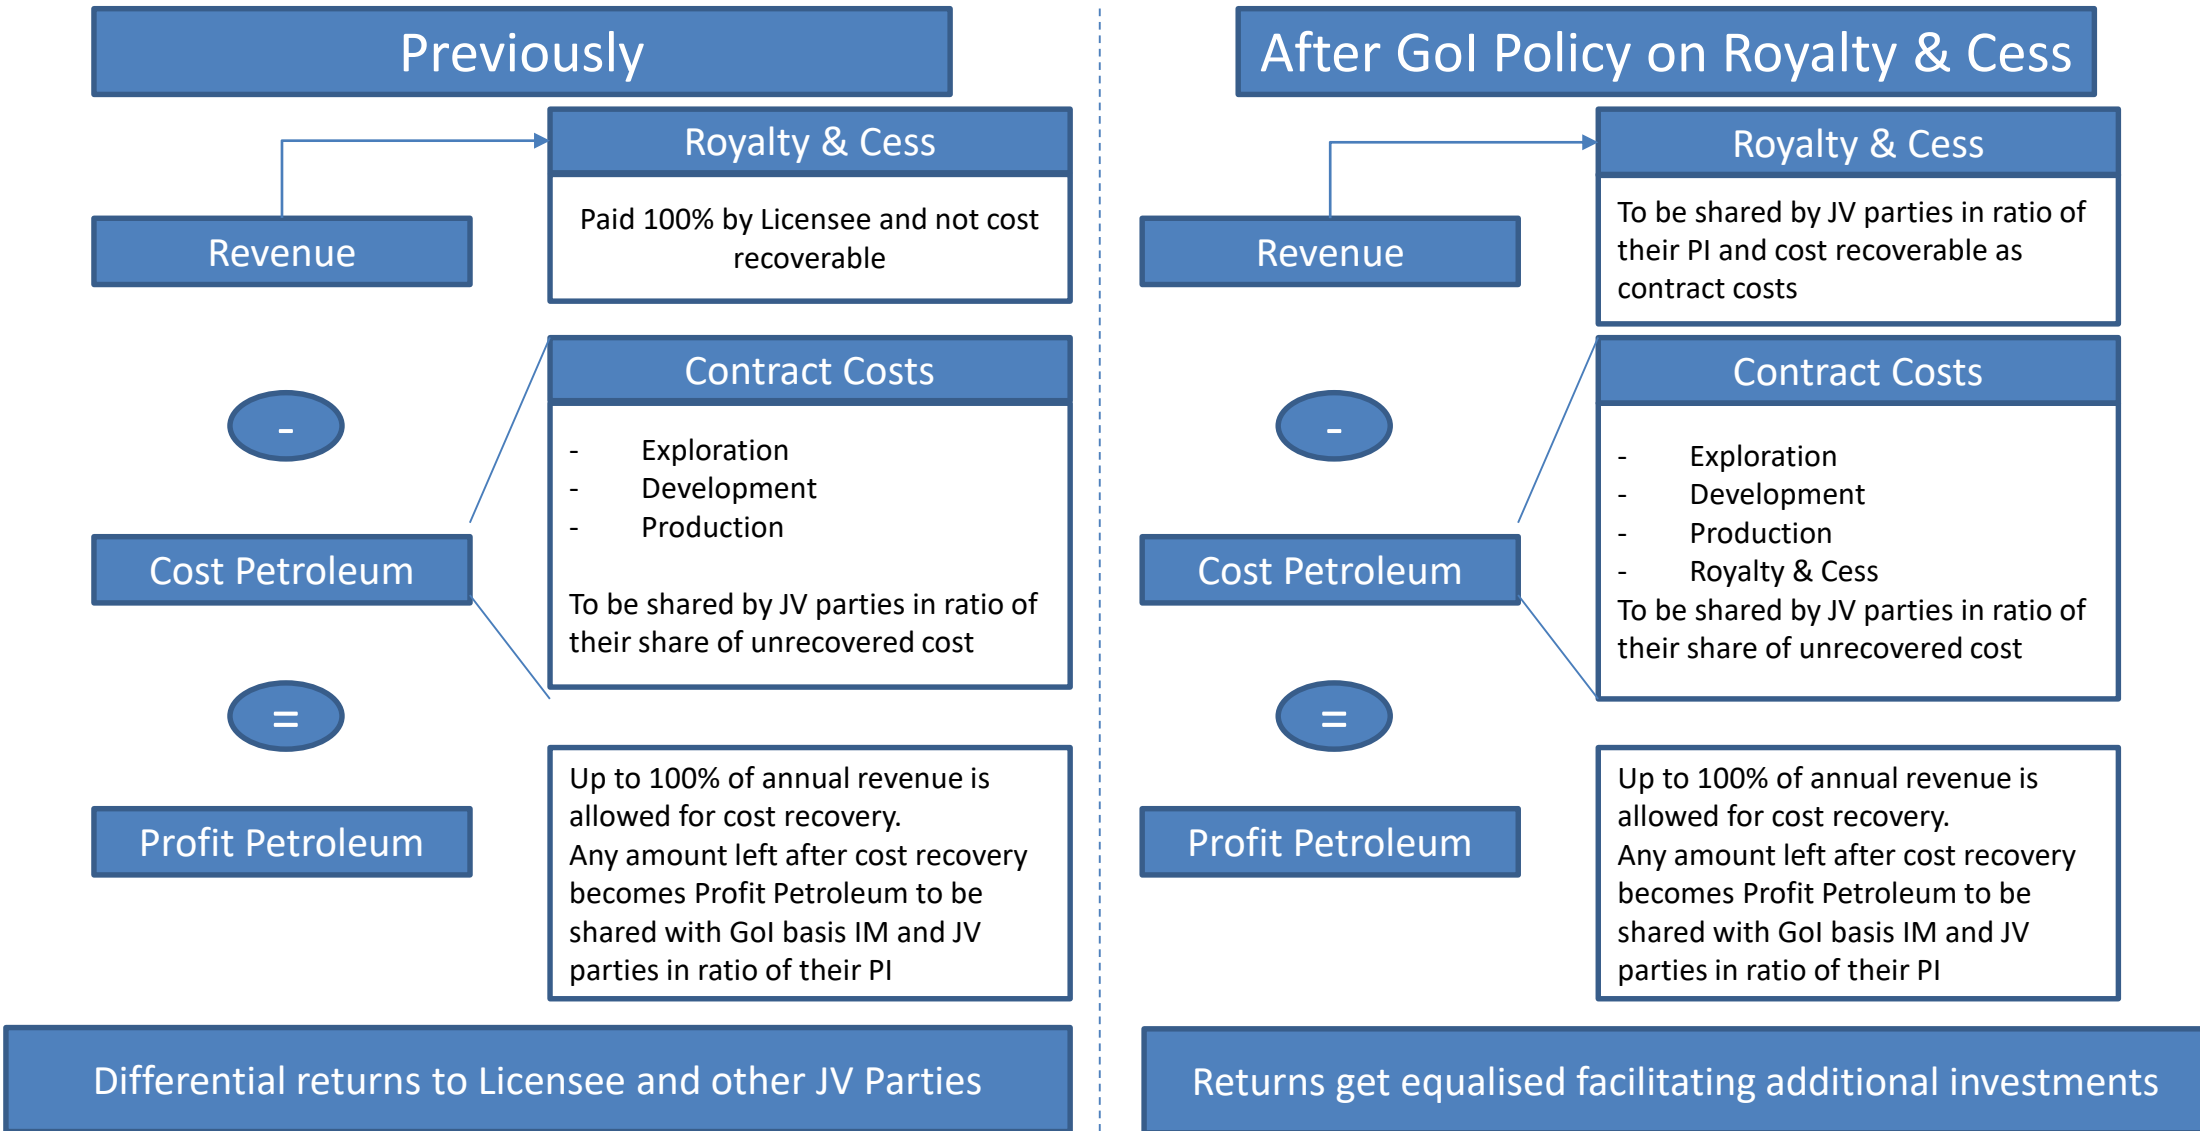 Previously
Royalty & Cess
Paid 100% by Licensee and not cost
recoverable
Revenue
-
Contract Costs
- Exploration
- Development
- Production
To be shared by JV parties in ratio of
their share of unrecovered cost
Cost Petroleum
=
Profit Petroleum
Up to 100% of annual revenue is
allowed for cost recovery.
Any amount left after cost recovery
becomes Profit Petroleum to be
shared with GoI basis IM and JV
parties in ratio of their PI
Differential returns to Licensee and other JV Parties
After GoI Policy on Royalty & Cess
Royalty & Cess
To be shared by JV parties in ratio of
their PI and cost recoverable as
contract costs
Revenue
-
Contract Costs
- Exploration
- Development
- Production
- Royalty & Cess
To be shared by JV parties in ratio of
their share of unrecovered cost
Cost Petroleum
=
Profit Petroleum
Up to 100% of annual revenue is
allowed for cost recovery.
Any amount left after cost recovery
becomes Profit Petroleum to be
shared with GoI basis IM and JV
parties in ratio of their PI
Returns get equalised facilitating additional investments